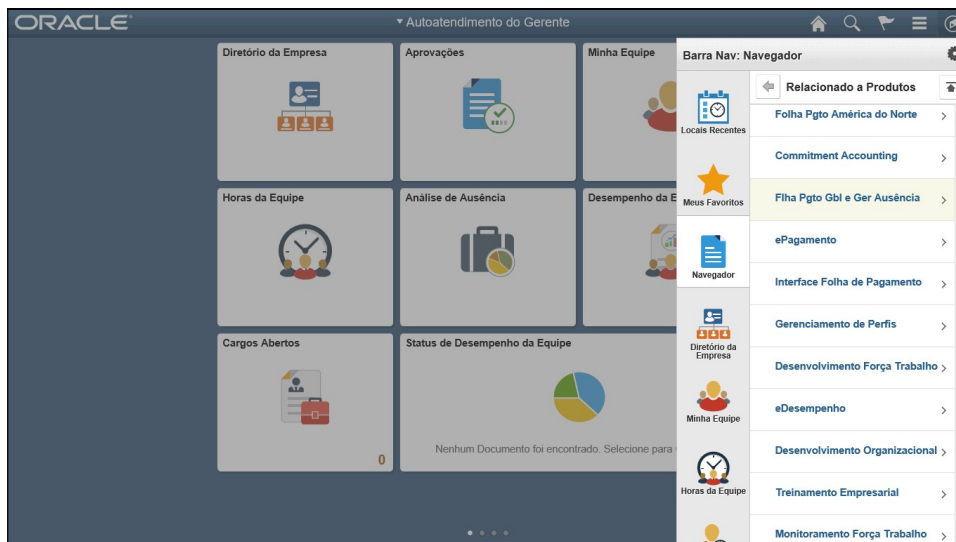 ORACLE
Autoatendimento do Gerente
Diretório da Empresa
Aprovações
Minha Equipe
Horas da Equipe
Análise de Ausência
Desempenho da E
Cargos Abertos
0
Status de Desempenho da Equipe
Nenhum Documento foi encontrado. Selecione para
Barra Nav: Navegador
Locais Recentes
Meus Favoritos
Navegador
Diretório da
Empresa
Minha Equipe
Horas da Equipe
Relacionado a Produtos
Folha Pgto América do Norte
Commitment Accounting
Flha Pgto Gbl e Ger Ausência
ePagamento
Interface Folha de Pagamento
Gerenciamento de Perfis
Desenvolvimento Força Trabalho
eDesempenho
Desenvolvimento Organizacional
Treinamento Empresarial
Monitoramento Força Trabalho